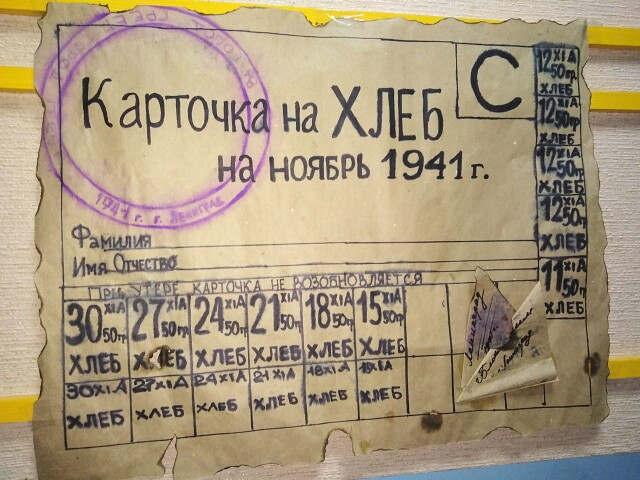 С
Карточка на ХЛЕБ
на ноябрь 1941 г.
1941 г. г. Ленинград
Фамилия
Имя Отчество
ПРИ УТЕРЕ КАРТОЧКА НЕ ВОЗОБНОВЛЯЕТСЯ
12 XI А
50 гр.
ХЛЕБ
12 XI А
50 гр.
ХЛЕБ
12 XI А
50 гр.
ХЛЕБ
12 XI А
50 гр.
ХЛЕБ
11 XI А
50 гр.
ХЛЕБ
30 XI А 27 XI А 24 XI А 21 XI А 18 XI А 15 XI А
50 гр. 50 гр. 50 гр. 50 гр. 50 гр. 50 гр.
ХЛЕБ ХЛЕБ ХЛЕБ ХЛЕБ ХЛЕБ ХЛЕБ
30 XI А 27 XI А 24 XI А 21 XI А 18 XI А 15 XI А
ХЛЕБ ХЛЕБ ХЛЕБ ХЛЕБ ХЛЕБ ХЛЕБ